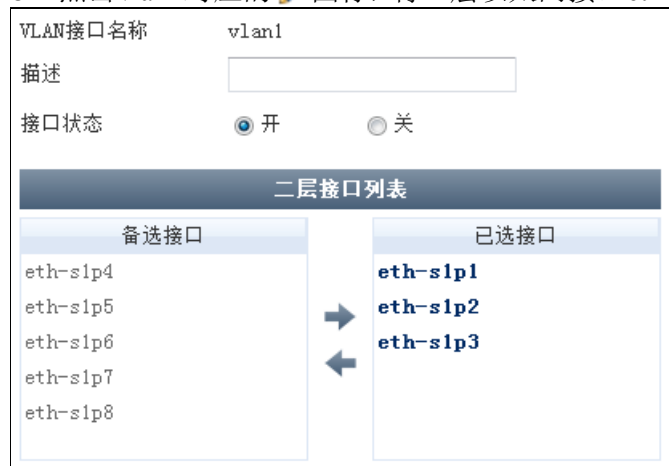 VLAN接口名称 vlan1
描述
接口状态 开 关
二层接口列表
备选接口 已选接口
eth-s1p4 eth-s1p1
eth-s1p5 eth-s1p2
eth-s1p6 eth-s1p3
eth-s1p7
eth-s1p8